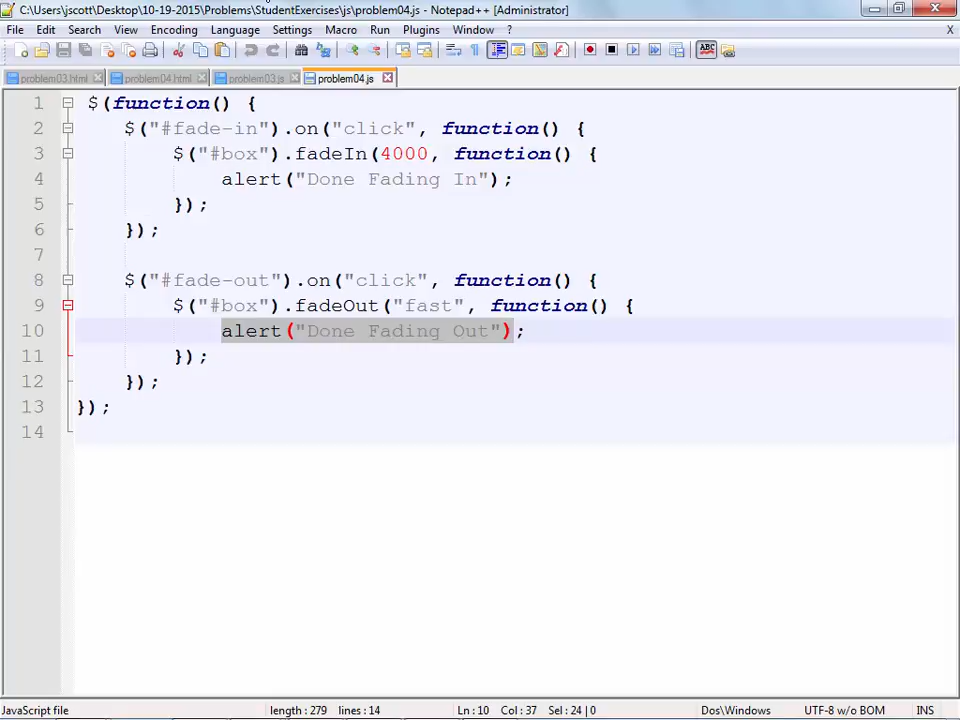 C:\Users\jscott\Desktop\10-19-2015\Problems\StudentExercises\js\problem04.js - Notepad++ [Administrator]
File Edit Search View Encoding Language Settings Macro Run Plugins Window ? X
problem03.html problem04.html problem03.js problem04.js
1 $(function() {
2 $("#fade-in").on("click", function() {
3 $("#box").fadeIn(4000, function() {
4 alert("Done Fading In");
5 });
6 });
7
8 $("#fade-out").on("click", function() {
9 $("#box").fadeOut("fast", function() {
10 alert("Done Fading Out");
11 });
12 });
13 });
14
JavaScript file length : 279 lines : 14 Ln : 10 Col : 37 Sel : 24 | 0 Dos\Windows UTF-8 w/o BOM INS